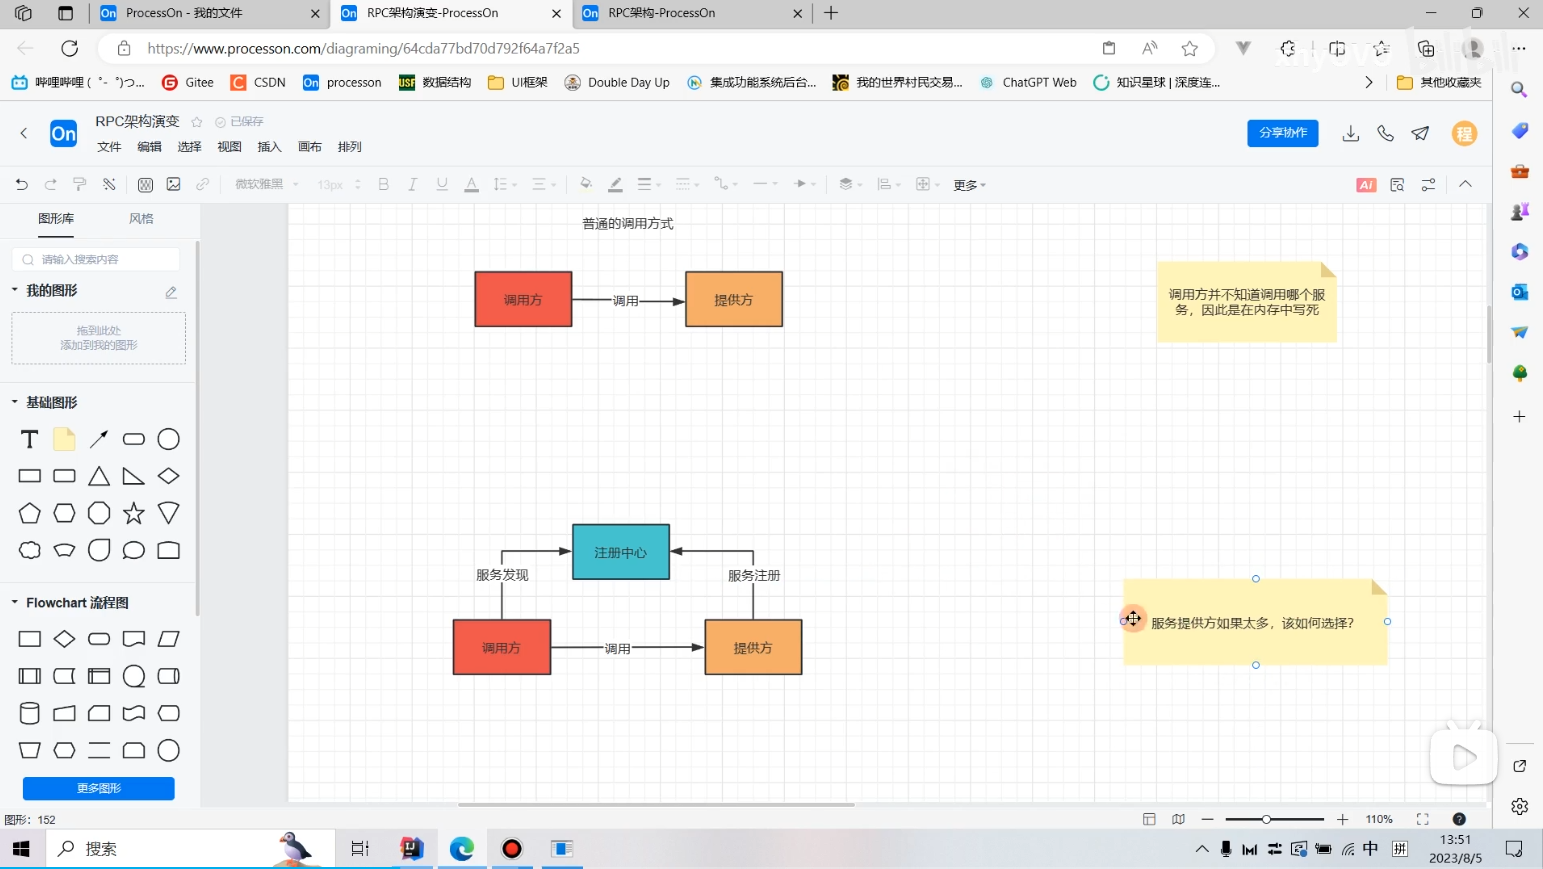 ProcessOn - 我的文件
RPC架构演变-ProcessOn
RPC架构-ProcessOn
https://www.processon.com/diagraming/64cda77bd70d792f64a7f2a5
哔哩哔哩 ( ゜- ゜)つ...
Gitee
CSDN
processon
数据结构
UI框架
Double Day Up
集成功能系统后台...
我的世界村民交易...
ChatGPT Web
知识星球 | 深度连...
其他收藏夹
On
RPC架构演变
已保存
文件
编辑
选择
视图
插入
画布
排列
分享协作
程
微软雅黑
13px
更多
AI
图形库
风格
请输入搜索内容
我的图形
拖到此处
添加到我的图形
基础图形
Flowchart 流程图
更多图形
普通的调用方式
调用方
调用
提供方
调用方并不知道调用哪个服
务，因此是在内存中写死
注册中心
服务发现
服务注册
调用方
调用
提供方
服务提供方如果太多，该如何选择?
图形：152
110%
搜索
中
拼
13:51
2023/8/5